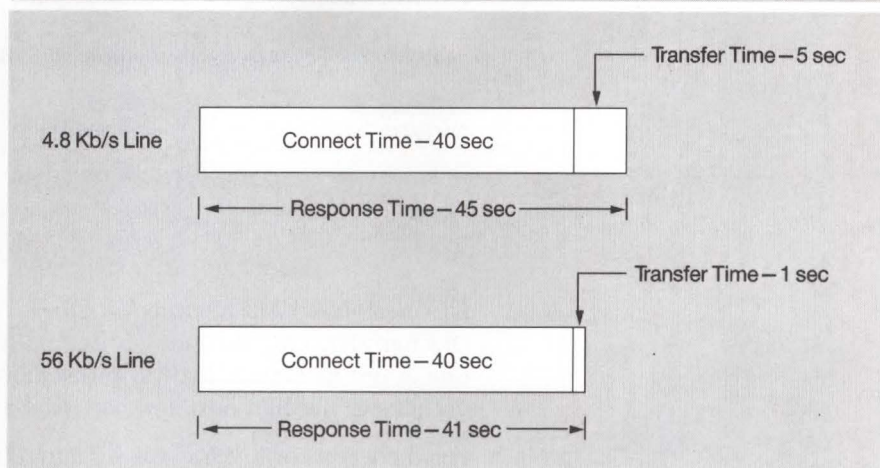 Transfer Time—5 sec
4.8 Kb/s Line
Connect Time—40 sec
Response Time—45 sec
Transfer Time—1 sec
56 Kb/s Line
Connect Time—40 sec
Response Time—41 sec